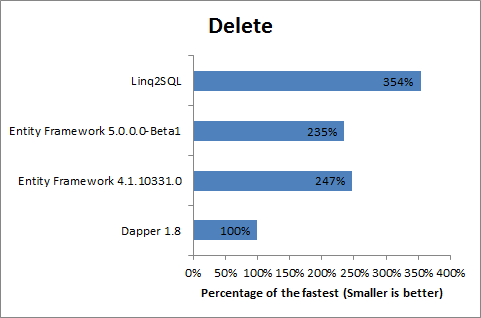 Delete
Linq2SQL
354%
Entity Framework 5.0.0.0-Beta1
235%
Entity Framework 4.1.10331.0
247%
Dapper 1.8
100%
0% 50% 100% 150% 200% 250% 300% 350% 400%
Percentage of the fastest (Smaller is better)